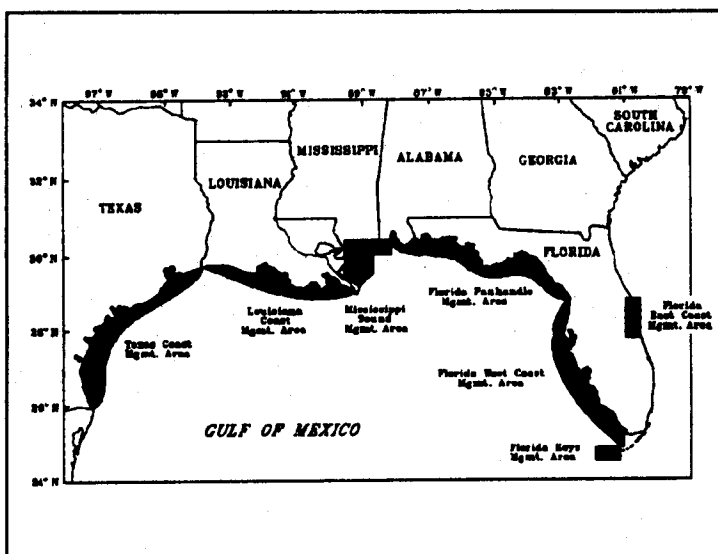 97° W 95° W 93° W 91° W 89° W 87° W 85° W 83° W 81° W 79° W
34° N
SOUTH
CAROLINA
MISSISSIPPI
ALABAMA
GEORGIA
32° N
LOUISIANA
TEXAS
FLORIDA
30° N
Florida Panhandle
Mgmt. Area
Louisiana
Coast
Mgmt. Area
Mississippi
Sound
Mgmt. Area
Florida
East Coast
Mgmt. Area
28° N
Texas Coast
Mgmt. Area
Florida West Coast
Mgmt. Area
26° N
GULF OF MEXICO
Florida Keys
Mgmt. Area
24° N